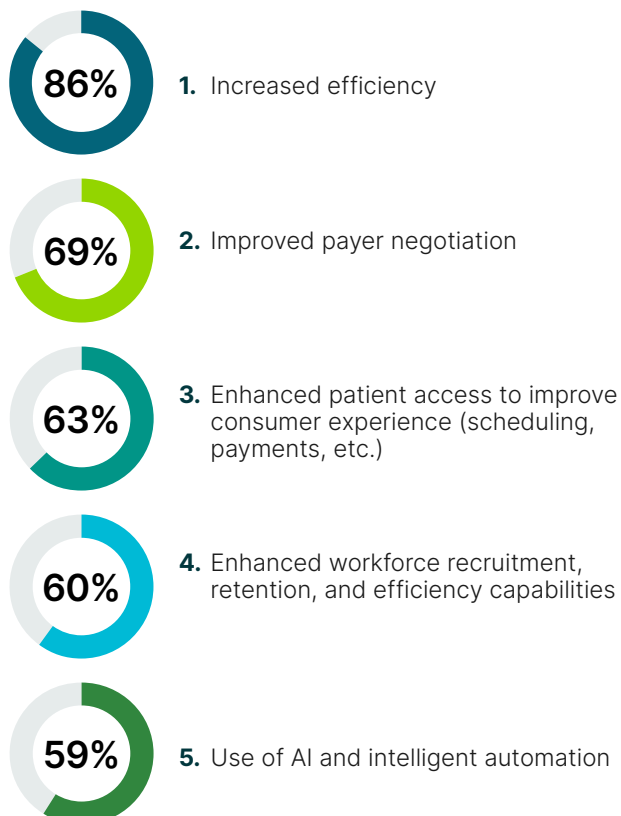 86%
1. Increased efficiency
69%
2. Improved payer negotiation
63%
3. Enhanced patient access to improve
consumer experience (scheduling,
payments, etc.)
60%
4. Enhanced workforce recruitment,
retention, and efficiency capabilities
59%
5. Use of AI and intelligent automation